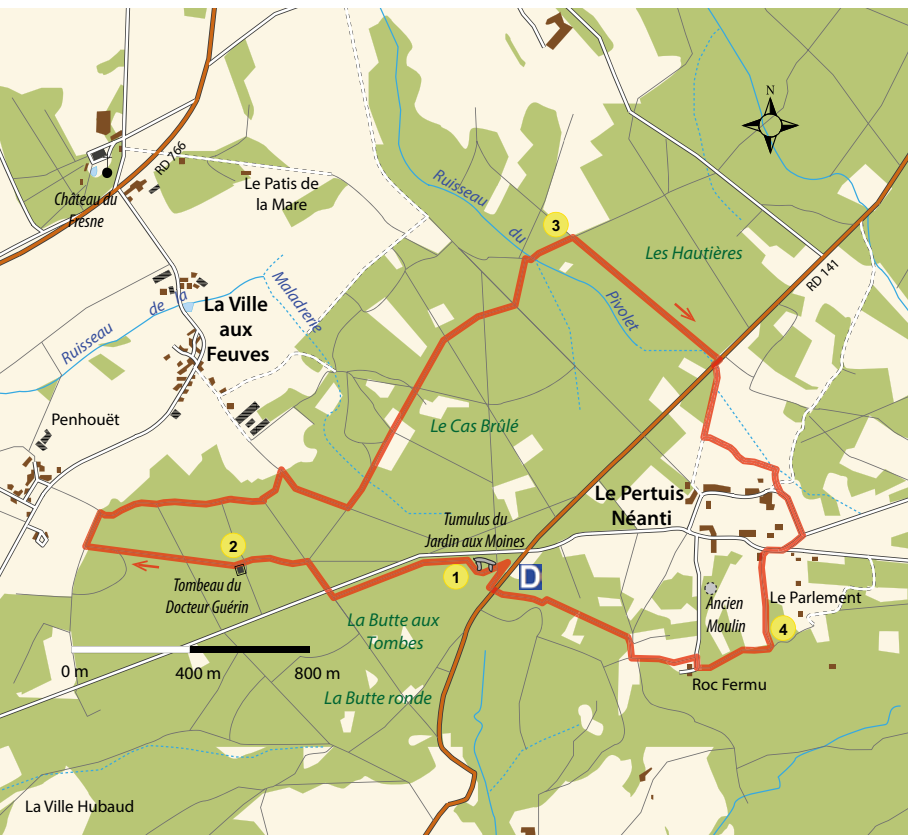 N
RD 766
Château du
Fresne
Le Patis de
la Mare
Ruisseau
du
Pivolet
3
Les Hautières
RD 141
Ruisseau
de la
Maladrerie
La Ville
aux
Feuves
Penhouët
Le Cas Brûlé
Le Pertuis
Néanti
Tumulus du
Jardin aux Moines
2
1
D
Tombeau du
Docteur Guérin
La Butte aux
Tombes
Ancien
Moulin
Le Parlement
4
0 m
400 m
800 m
La Butte ronde
Roc Fermu
La Ville Hubaud